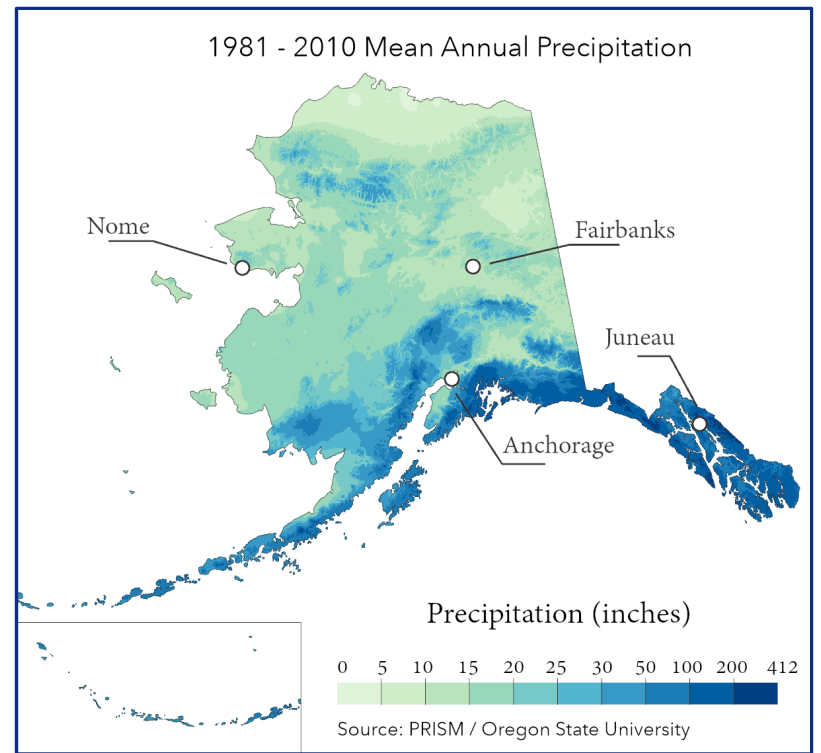 1981 - 2010 Mean Annual Precipitation
Nome
Fairbanks
Juneau
Anchorage
Precipitation (inches)
0 5 10 15 20 25 30 50 100 200 412
Source: PRISM / Oregon State University